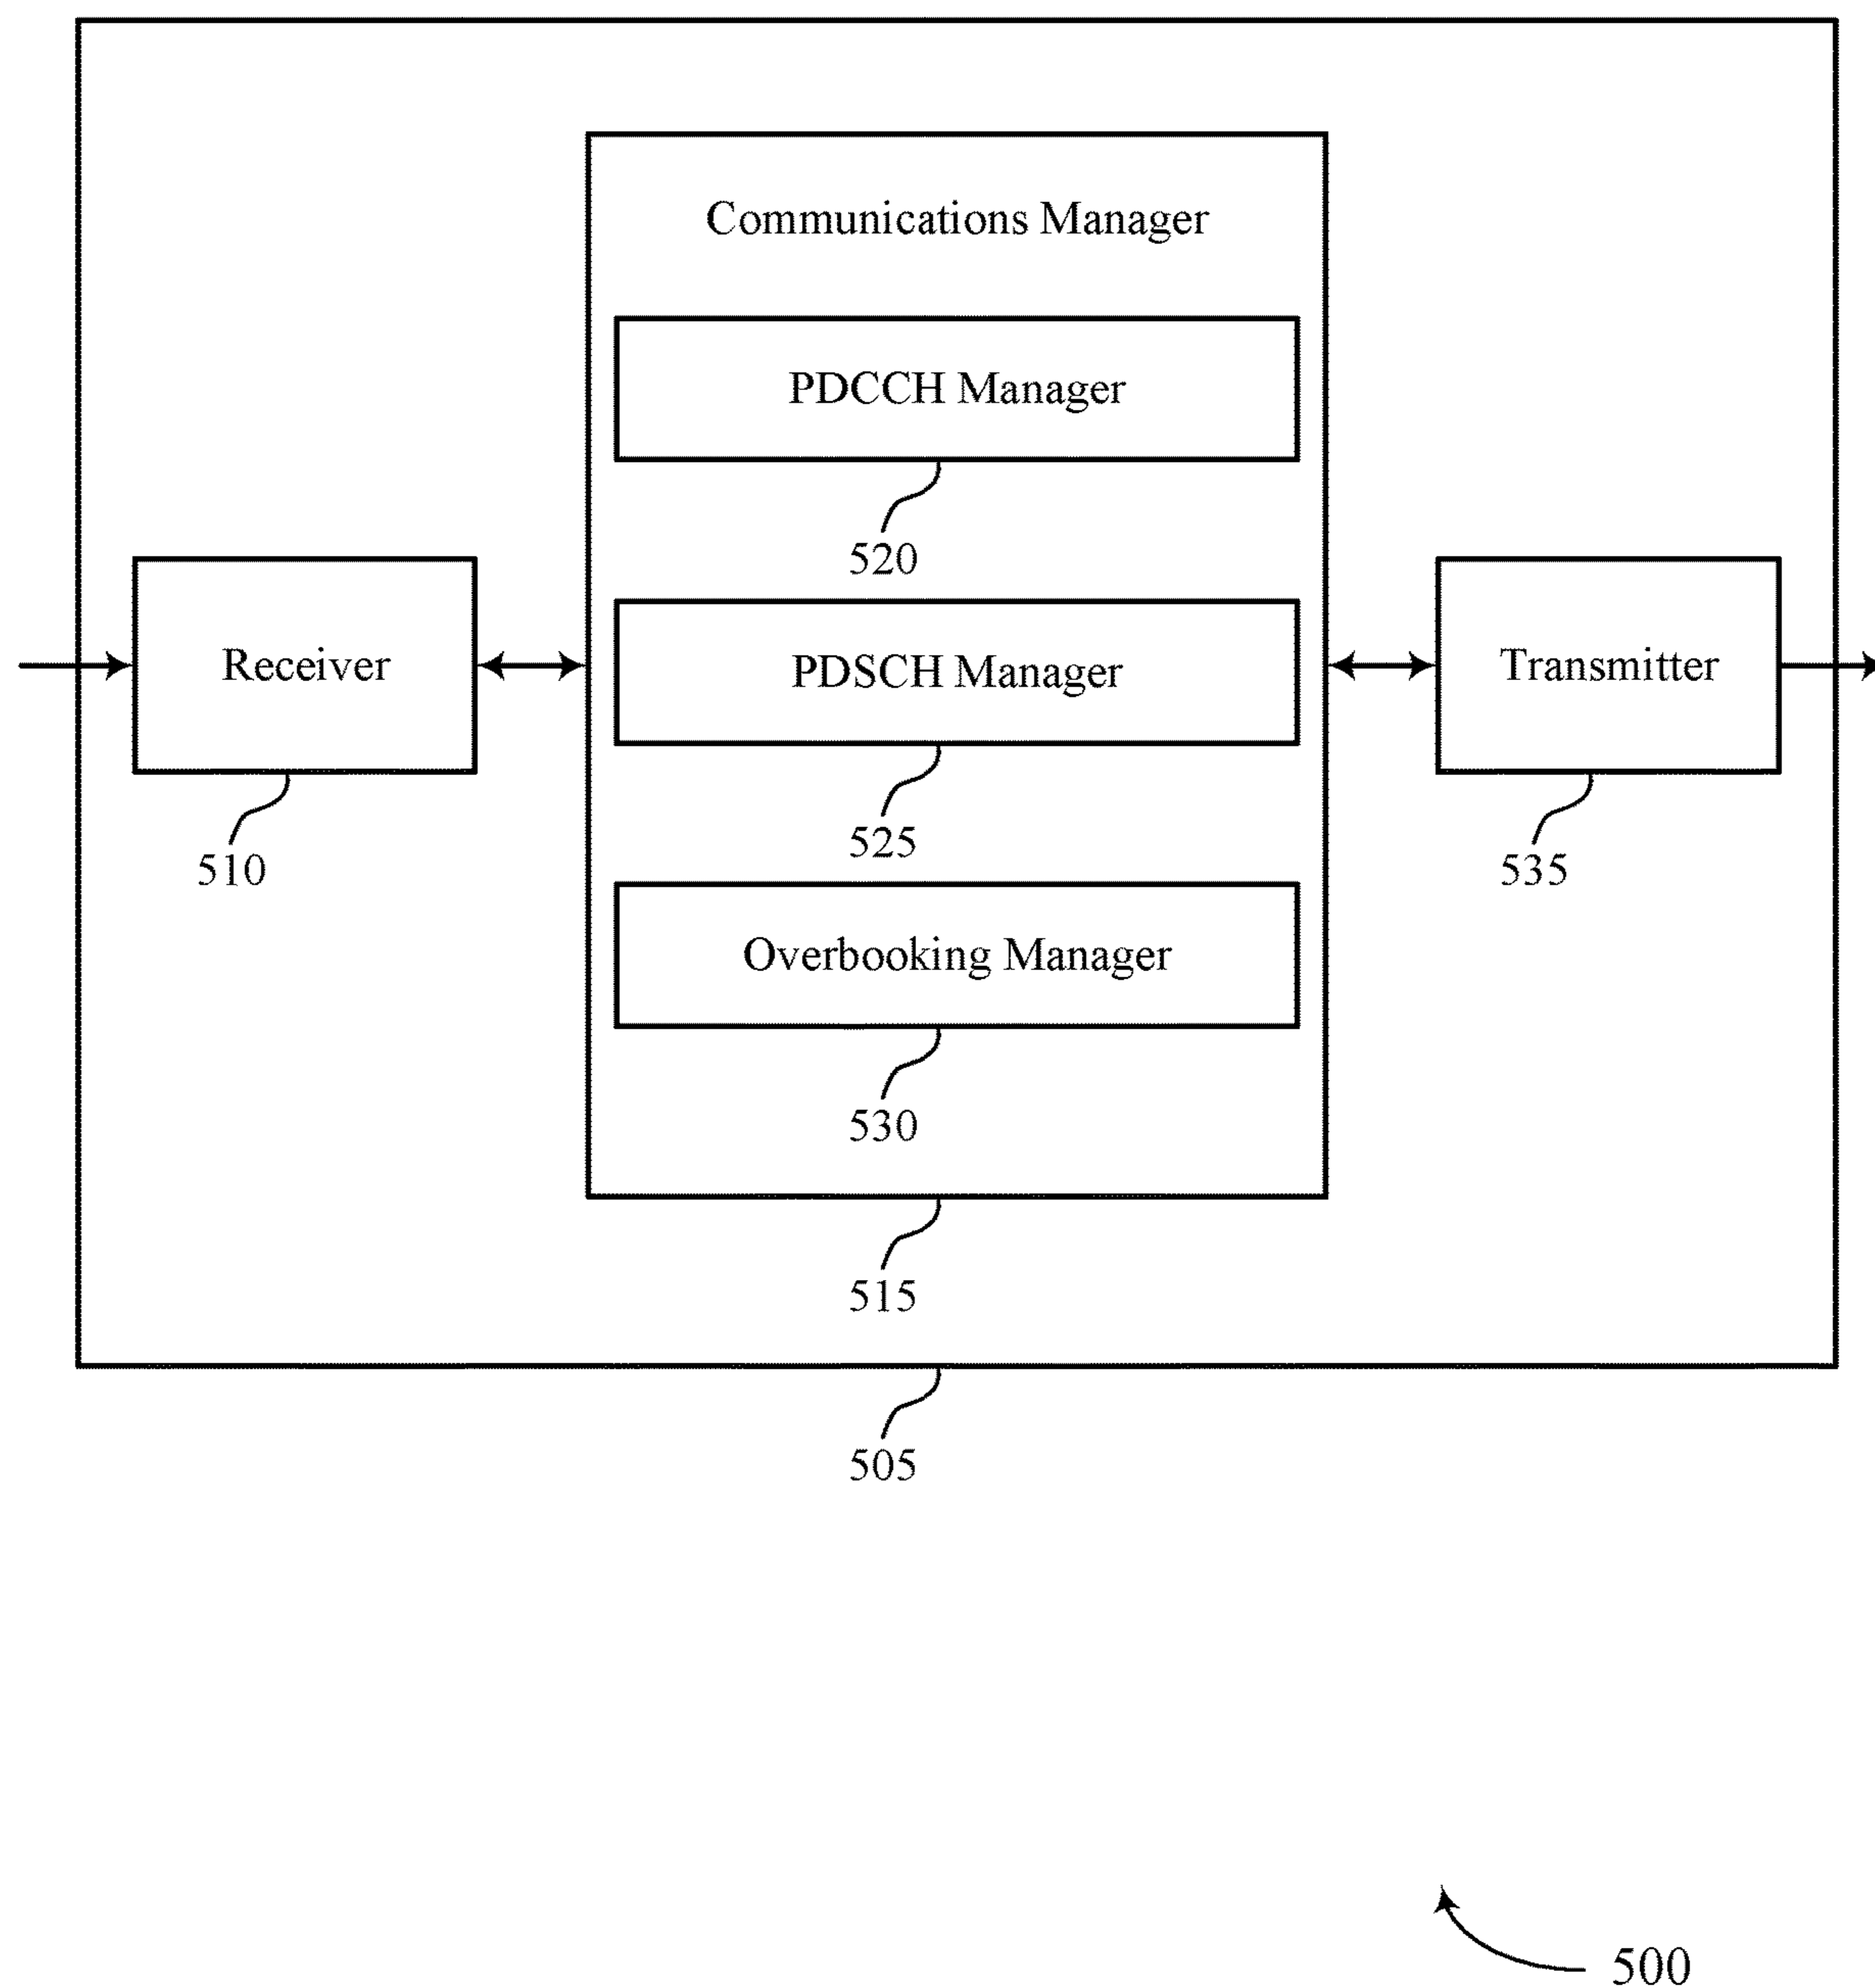 Communications Manager
PDCCH Manager
520
Receiver
PDSCH Manager
Transmitter
510
525
535
Overbooking Manager
530
515
505
500